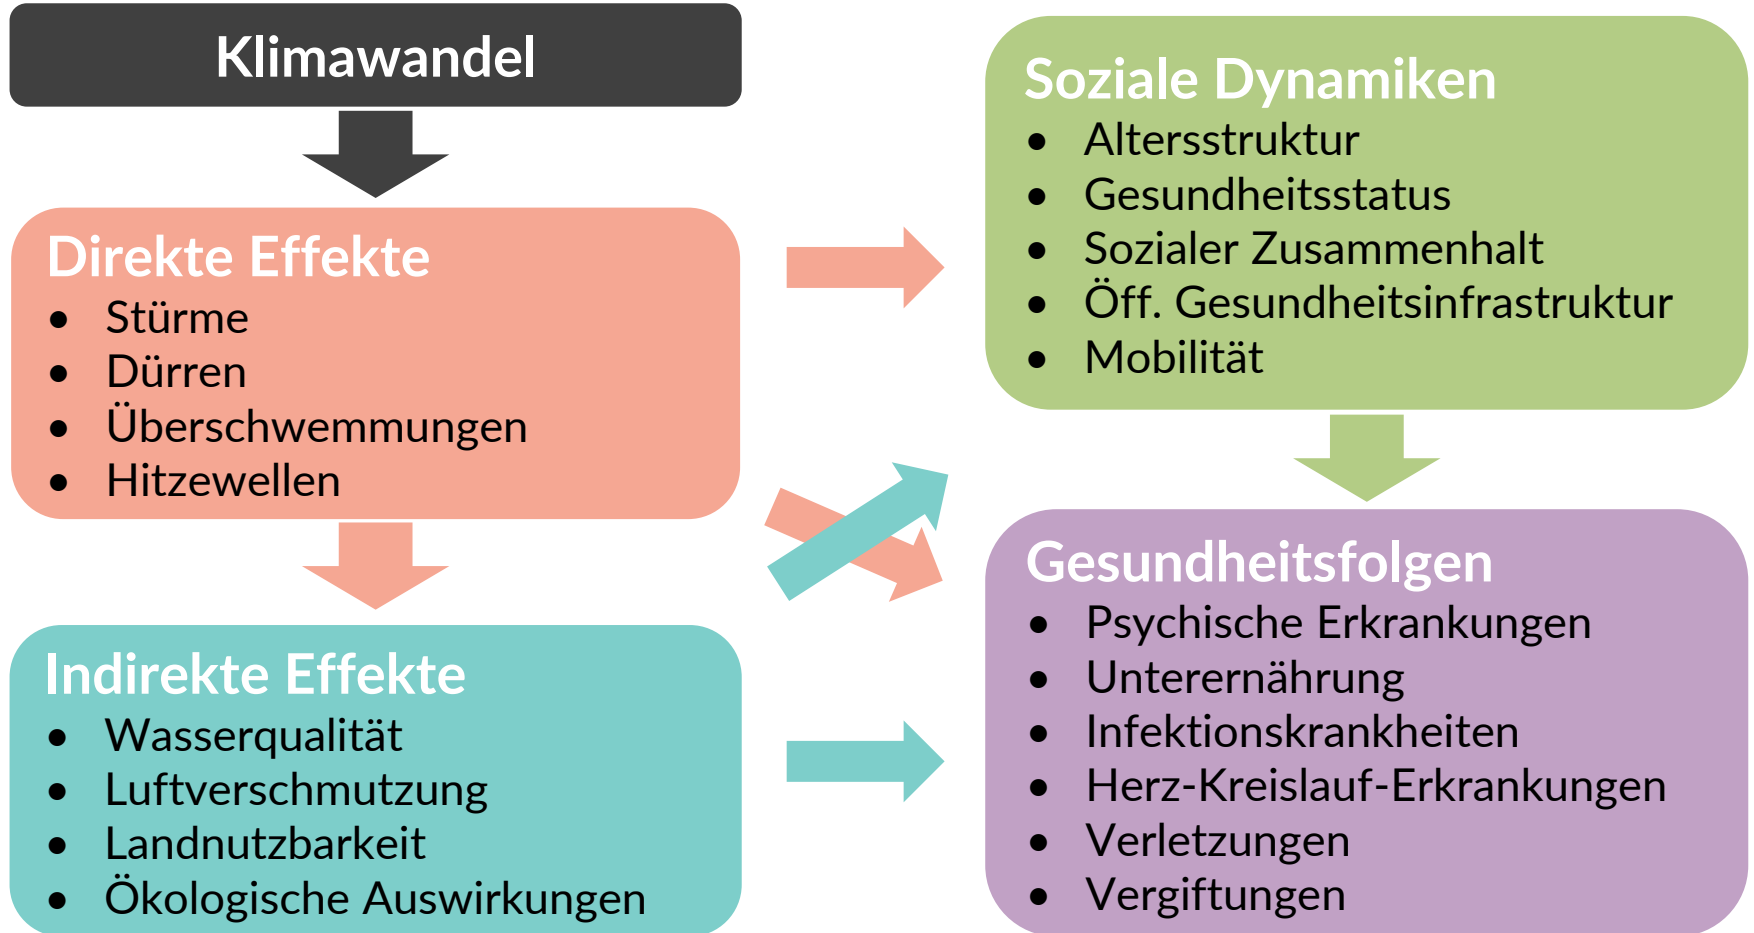 Klimawandel
Direkte Effekte
• Stürme
• Dürren
• Überschwemmungen
• Hitzewellen
Indirekte Effekte
• Wasserqualität
• Luftverschmutzung
• Landnutzbarkeit
• Ökologische Auswirkungen
Soziale Dynamiken
• Altersstruktur
• Gesundheitsstatus
• Sozialer Zusammenhalt
• Öff. Gesundheitsinfrastruktur
• Mobilität
Gesundheitsfolgen
• Psychische Erkrankungen
• Unterernährung
• Infektionskrankheiten
• Herz-Kreislauf-Erkrankungen
• Verletzungen
• Vergiftungen